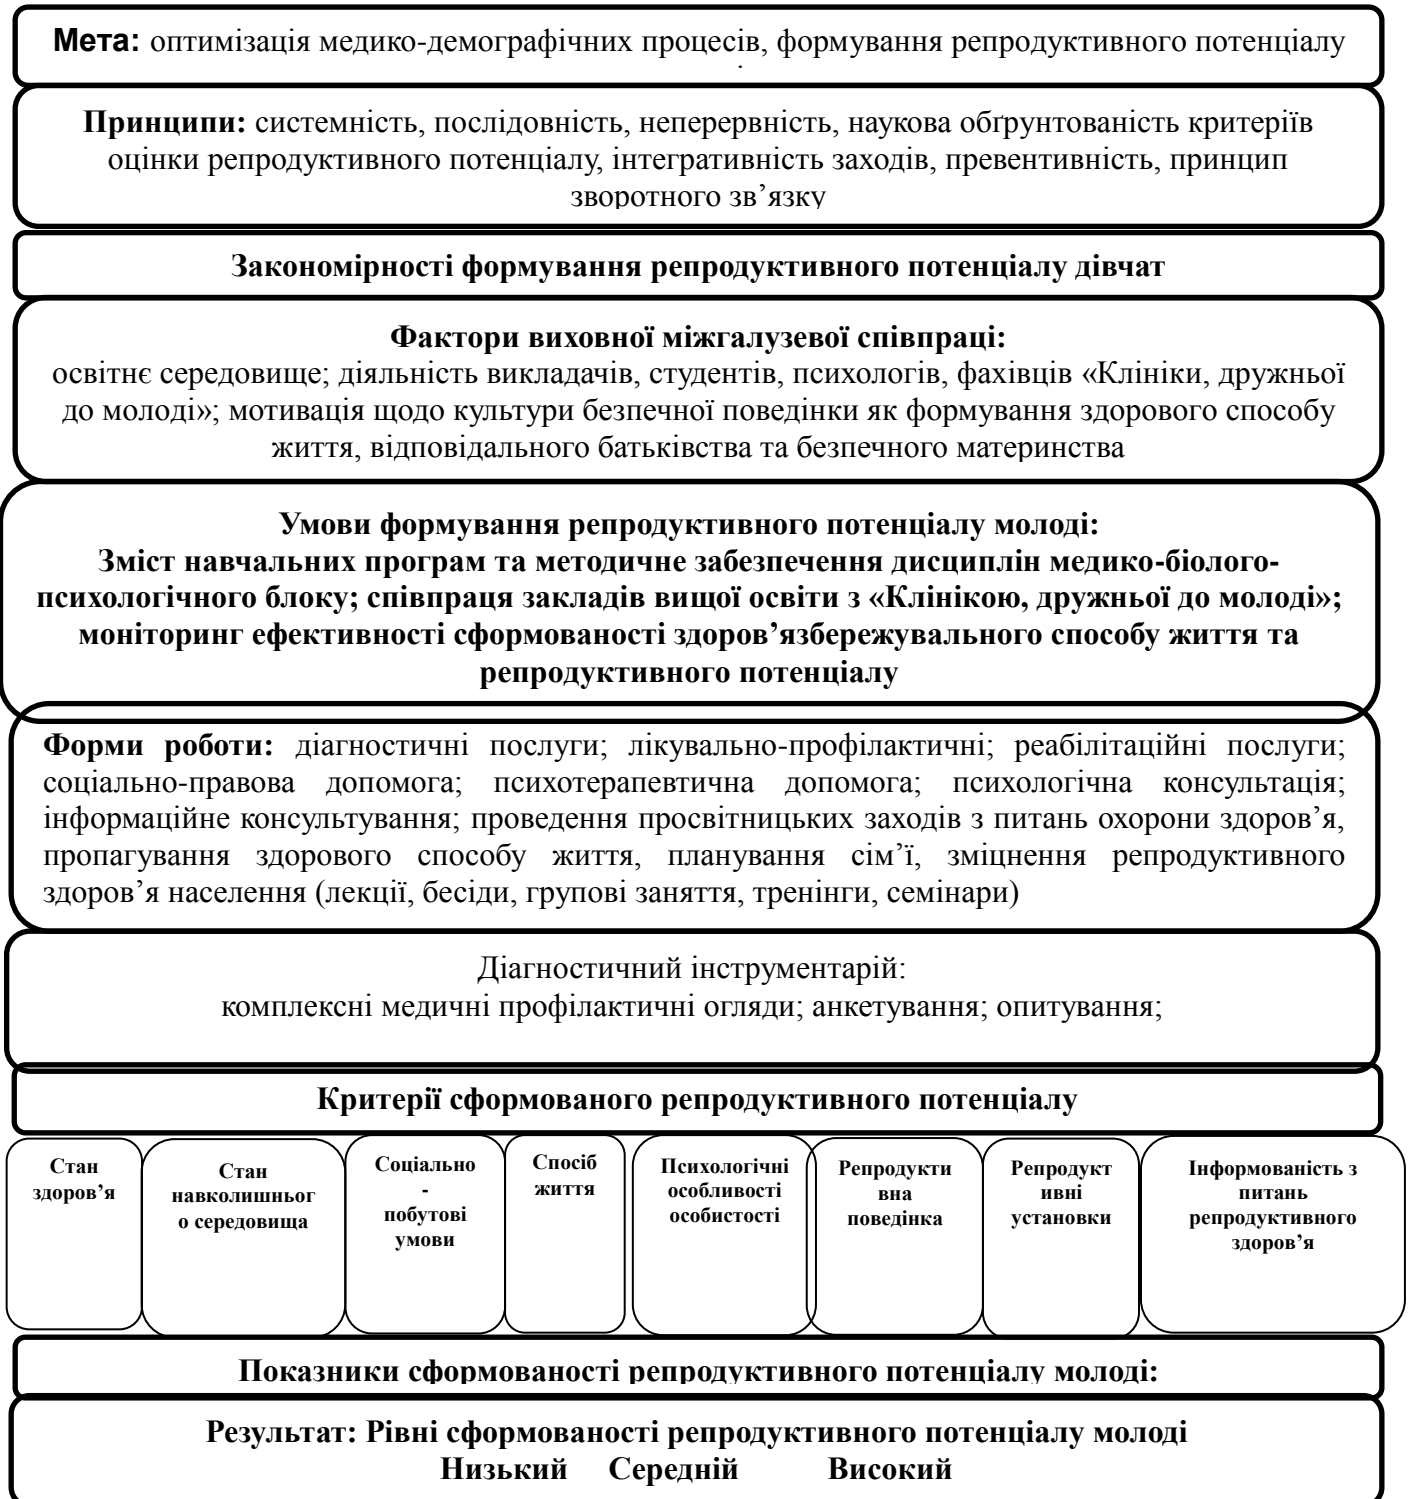 Мета: оптимізація медико-демографічних процесів, формування репродуктивного потенціалу
Принципи: системність, послідовність, неперервність, наукова обґрунтованість критеріїв
оцінки репродуктивного потенціалу, інтегративність заходів, превентивність, принцип
зворотного зв’язку
Закономірності формування репродуктивного потенціалу дівчат
Фактори виховної міжгалузевої співпраці:
освітнє середовище; діяльність викладачів, студентів, психологів, фахівців «Клініки, дружньої
до молоді»; мотивація щодо культури безпечної поведінки як формування здорового способу
життя, відповідального батьківства та безпечного материнства
Умови формування репродуктивного потенціалу молоді:
Зміст навчальних програм та методичне забезпечення дисциплін медико-біолого-
психологічного блоку; співпраця закладів вищої освіти з «Клінікою, дружньої до молоді»;
моніторинг ефективності сформованості здоров’язбережувального способу життя та
репродуктивного потенціалу
Форми роботи: діагностичні послуги; лікувально-профілактичні; реабілітаційні послуги;
соціально-правова допомога; психотерапевтична допомога; психологічна консультація;
інформаційне консультування; проведення просвітницьких заходів з питань охорони здоров’я,
пропагування здорового способу життя, планування сім’ї, зміцнення репродуктивного
здоров’я населення (лекції, бесіди, групові заняття, тренінги, семінари)
Діагностичний інструментарій:
комплексні медичні профілактичні огляди; анкетування; опитування;
Критерії сформованого репродуктивного потенціалу
Стан
здоров’я
Стан
навколишньог
о середовища
Соціально
-
побутові
умови
Спосіб
життя
Психологічні
особливості
особистості
Репродукти
вна
поведінка
Репродукт
ивні
установки
Інформованість з
питань
репродуктивного
здоров’я
Показники сформованості репродуктивного потенціалу молоді:
Результат: Рівні сформованості репродуктивного потенціалу молоді
Низький Середній Високий